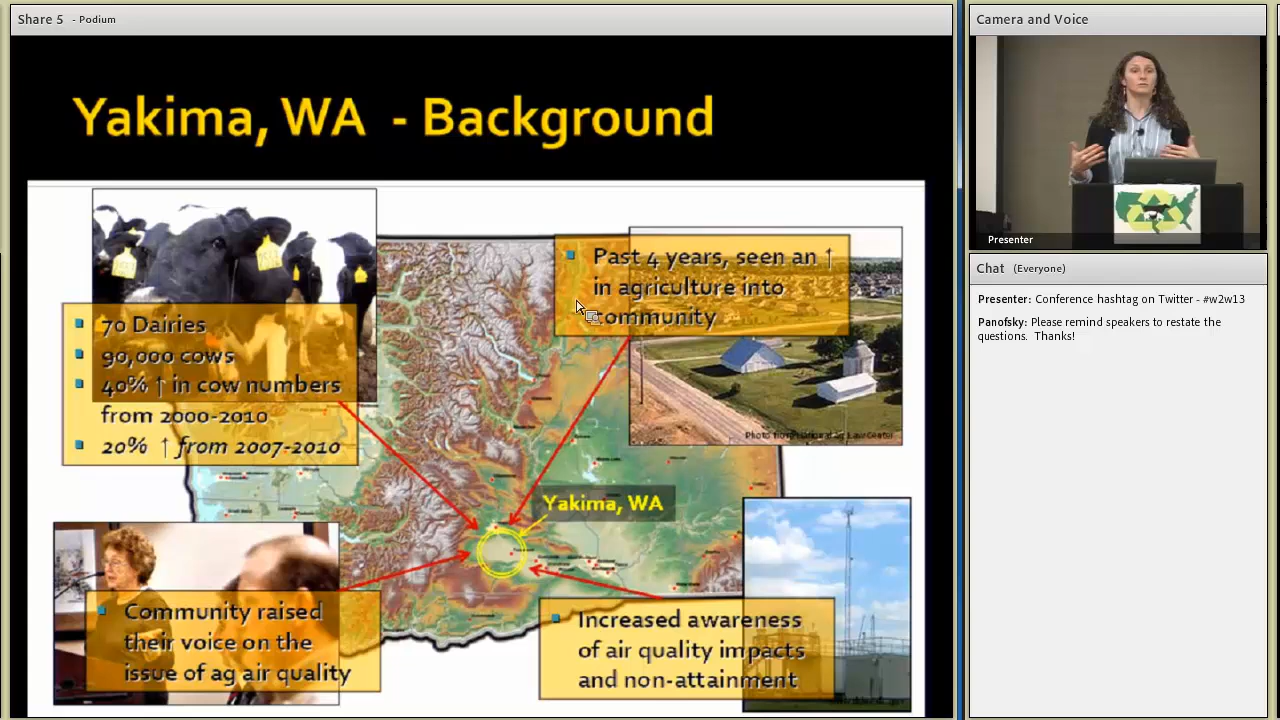 Share 5 - Podium
Yakima, WA - Background
70 Dairies
90,000 cows
40% ↑ in cow numbers
from 2000-2010
20% ↑ from 2007-2010
Past 4 years, seen an ↑
in agriculture into
community
Yakima, WA
Community raised
their voice on the
issue of ag air quality
Increased awareness
of air quality impacts
and non-attainment
Camera and Voice
Presenter
Chat (Everyone)
Presenter: Conference hashtag on Twitter - #w2w13
Panofsky: Please remind speakers to restate the
questions. Thanks!